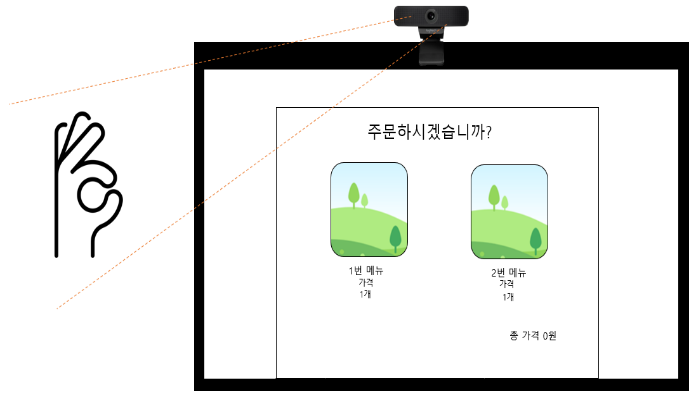 주문하시겠습니까?
1번 메뉴
가격
1개
2번 메뉴
가격
1개
총 가격 0원